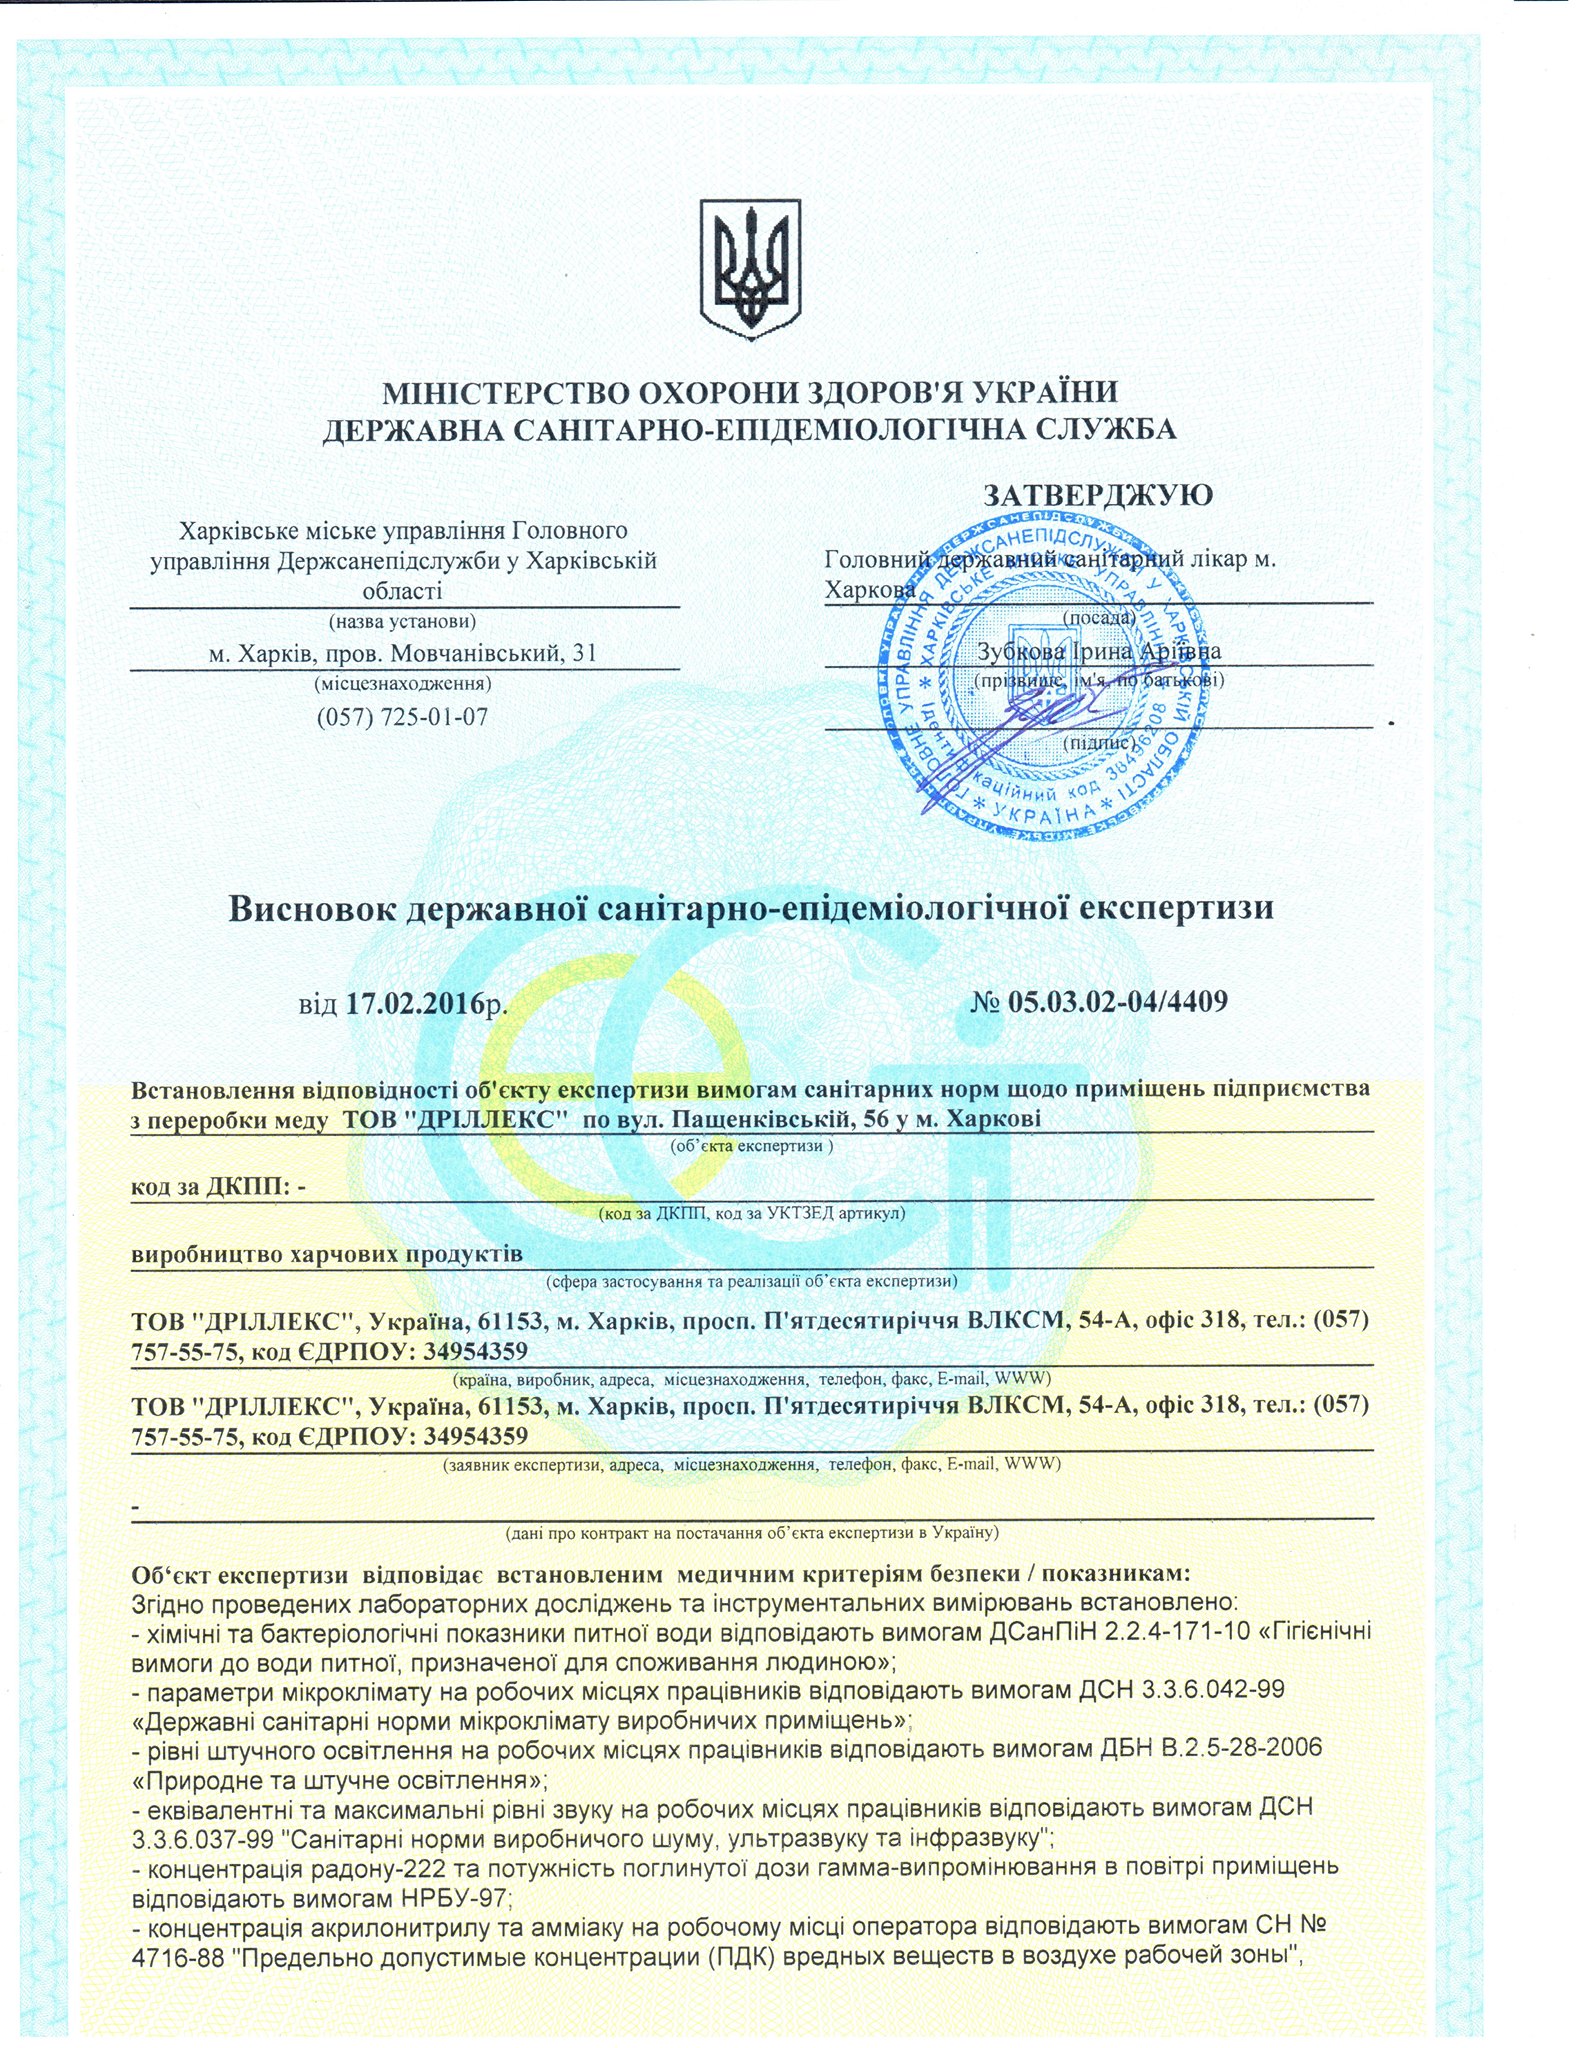 МІНІСТЕРСТВО ОХОРОНИ ЗДОРОВ'Я УКРАЇНИ
ДЕРЖАВНА САНІТАРНО-ЕПІДЕМІОЛОГІЧНА СЛУЖБА
Харківське міське управління Головного
управління Держсанепідслужби у Харківській
області
(назва установи)
м. Харків, пров. Мовчанівський, 31
(місцезнаходження)
(057) 725-01-07
ЗАТВЕРДЖУЮ
Головний державний санітарний лікар м.
Харкова
(посада)
Зубкова Ірина Аріївна
(прізвище, ім'я, по батькові)
(підпис)
ГОЛОВНЕ УПРАВЛІННЯ ДЕРЖСАНЕПІДСЛУЖБИ У ХАРКІВСЬКІЙ ОБЛАСТІ
* ХАРКІВСЬКЕ МІСЬКЕ УПРАВЛІННЯ *
Ідентифікаційний код 38496208
* УКРАЇНА *
Висновок державної санітарно-епідеміологічної експертизи
від 17.02.2016р.
№ 05.03.02-04/4409
Встановлення відповідності об'єкту експертизи вимогам санітарних норм щодо приміщень підприємства
з переробки меду ТОВ "ДРІЛЛЕКС" по вул. Пащенківській, 56 у м. Харкові
(об’єкта експертизи )
код за ДКПП: -
(код за ДКПП, код за УКТЗЕД артикул)
виробництво харчових продуктів
(сфера застосування та реалізації об’єкта експертизи)
ТОВ "ДРІЛЛЕКС", Україна, 61153, м. Харків, просп. П'ятдесятиріччя ВЛКСМ, 54-А, офіс 318, тел.: (057)
757-55-75, код ЄДРПОУ: 34954359
(країна, виробник, адреса, місцезнаходження, телефон, факс, E-mail, WWW)
ТОВ "ДРІЛЛЕКС", Україна, 61153, м. Харків, просп. П'ятдесятиріччя ВЛКСМ, 54-А, офіс 318, тел.: (057)
757-55-75, код ЄДРПОУ: 34954359
(заявник експертизи, адреса, місцезнаходження, телефон, факс, E-mail, WWW)
-
(дані про контракт на постачання об’єкта експертизи в Україну)
Об‘єкт експертизи відповідає встановленим медичним критеріям безпеки / показникам:
Згідно проведених лабораторних досліджень та інструментальних вимірювань встановлено:
- хімічні та бактеріологічні показники питної води відповідають вимогам ДСанПіН 2.2.4-171-10 «Гігієнічні
вимоги до води питної, призначеної для споживання людиною»;
- параметри мікроклімату на робочих місцях працівників відповідають вимогам ДСН 3.3.6.042-99
«Державні санітарні норми мікроклімату виробничих приміщень»;
- рівні штучного освітлення на робочих місцях працівників відповідають вимогам ДБН В.2.5-28-2006
«Природне та штучне освітлення»;
- еквівалентні та максимальні рівні звуку на робочих місцях працівників відповідають вимогам ДСН
3.3.6.037-99 "Санітарні норми виробничого шуму, ультразвуку та інфразвуку";
- концентрація радону-222 та потужність поглинутої дози гамма-випромінювання в повітрі приміщень
відповідають вимогам НРБУ-97;
- концентрація акрилонитрилу та амміаку на робочому місці оператора відповідають вимогам СН №
4716-88 "Предельно допустимые концентрации (ПДК) вредных веществ в воздухе рабочей зоны",